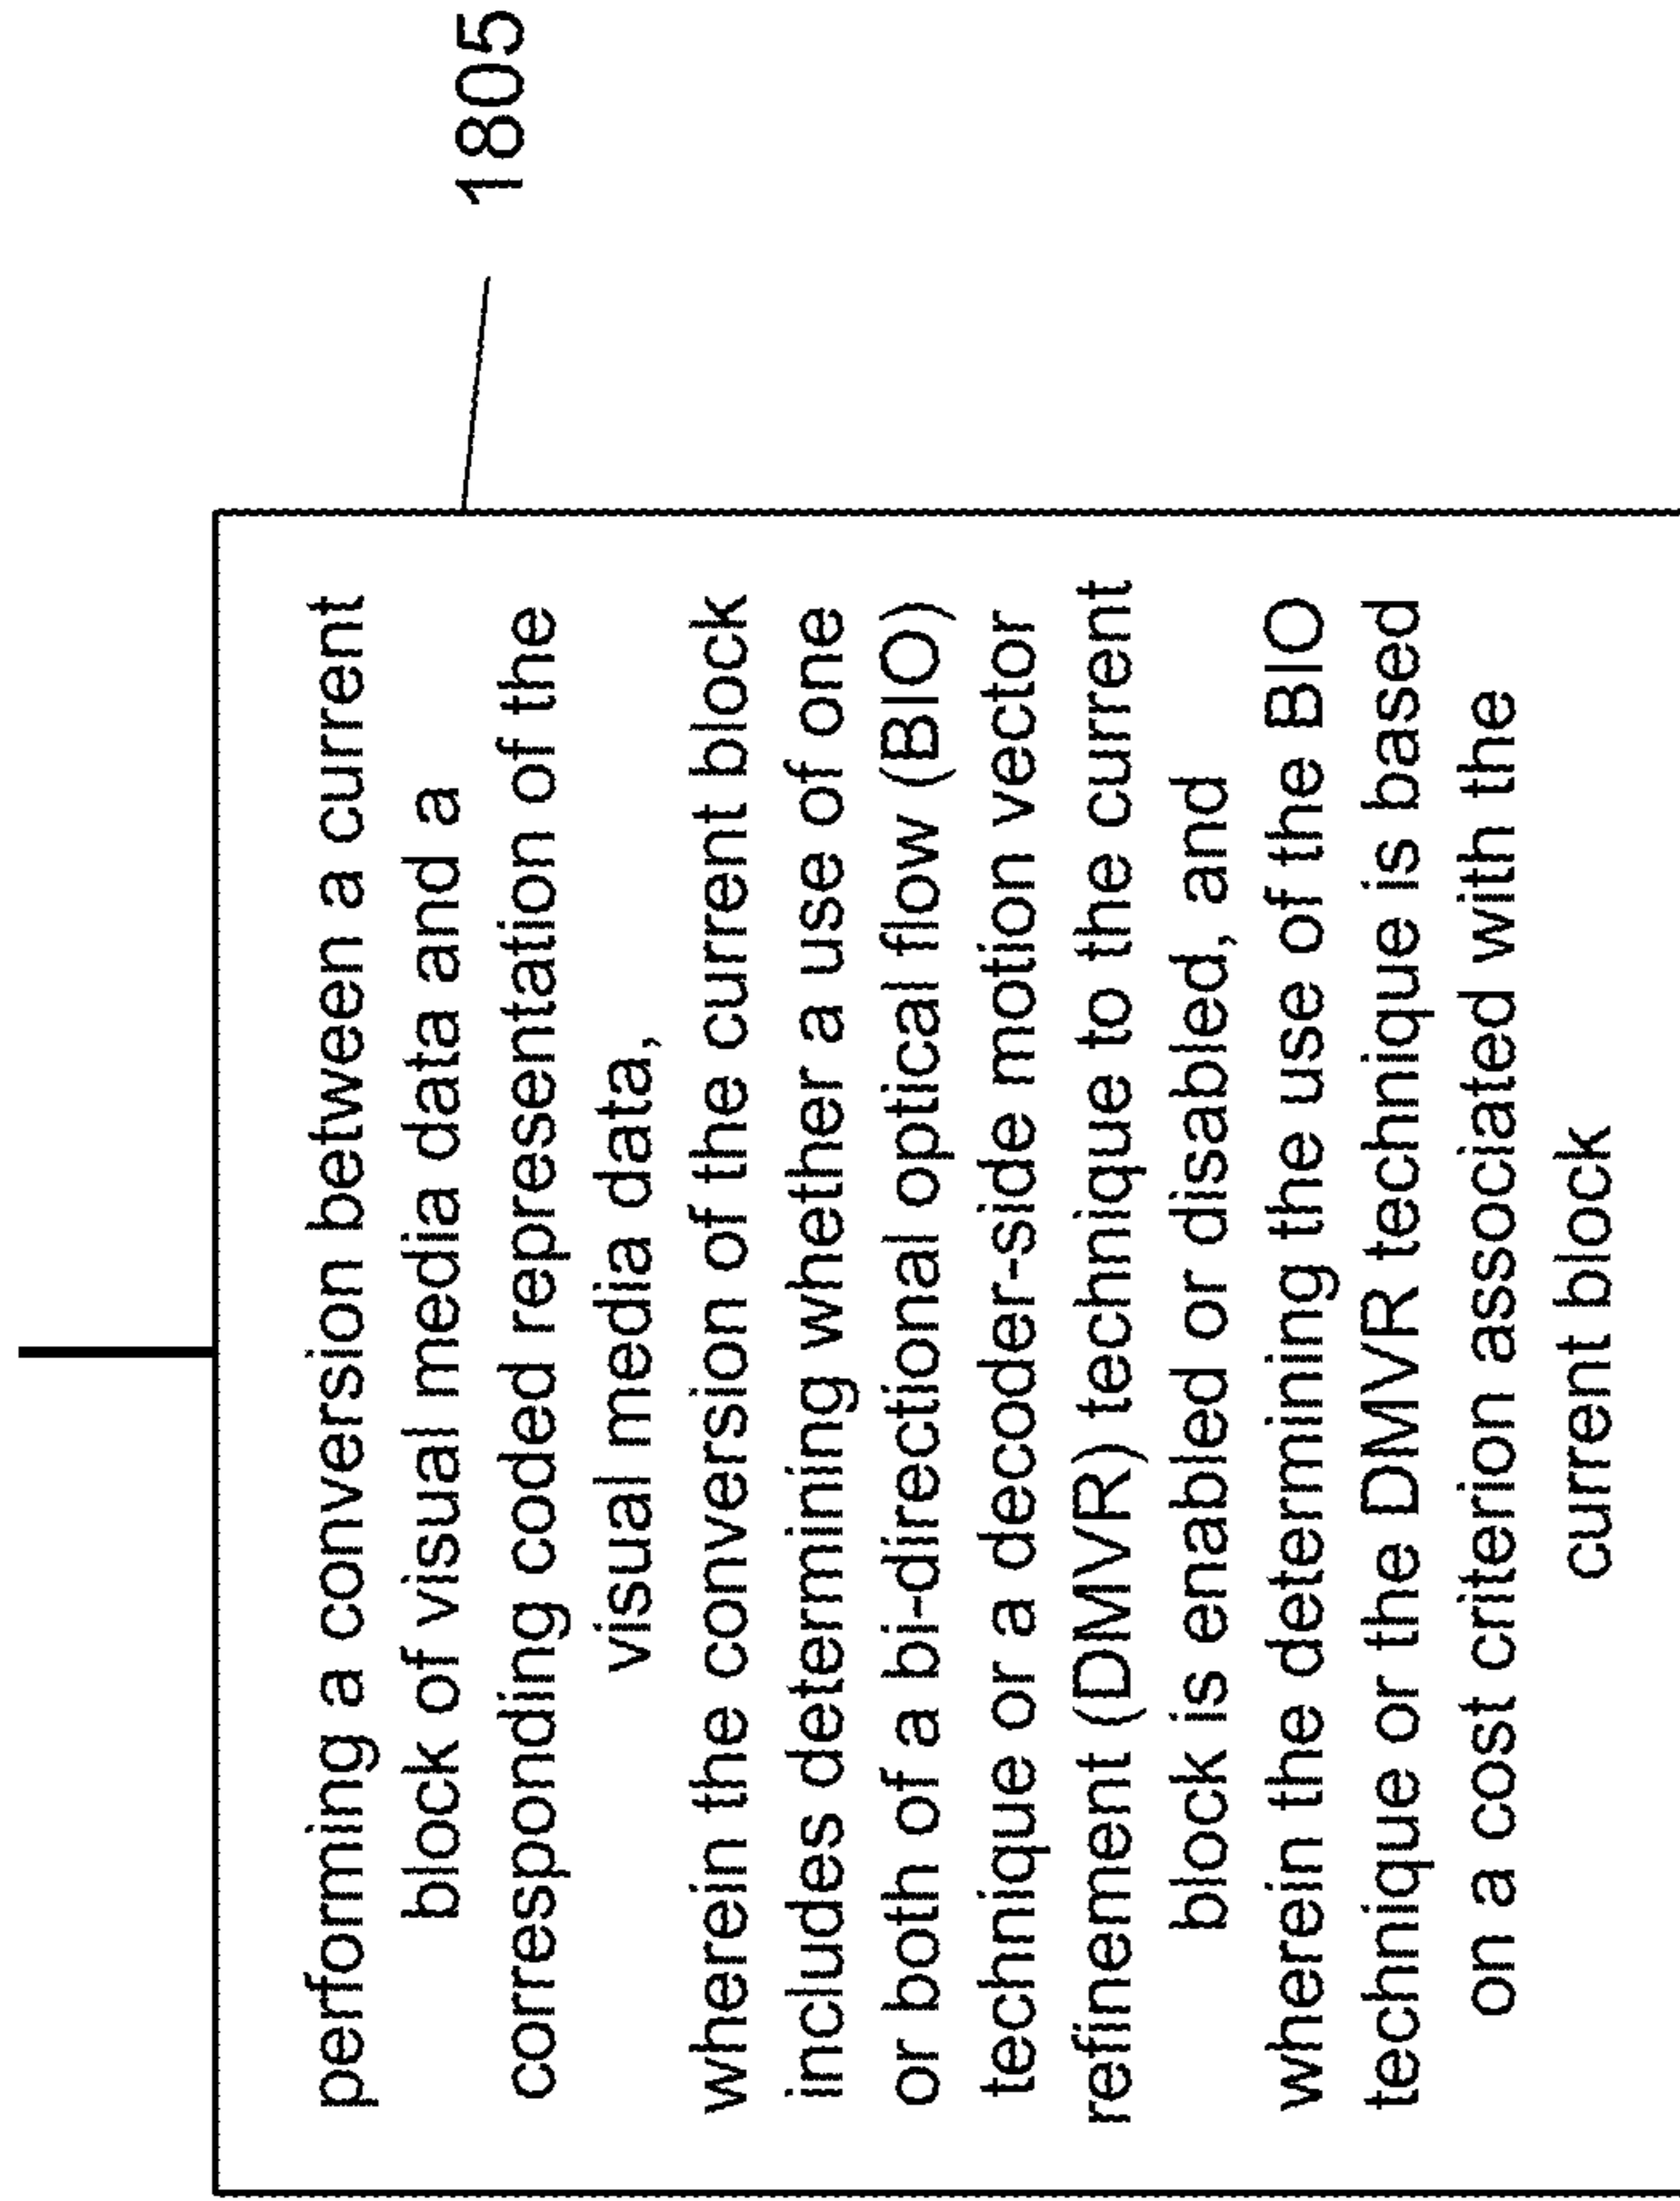 1805
performing a conversion between a current
block of visual media data and a
corresponding coded representation of the
visual media data,
wherein the conversion of the current block
includes determining whether a use of one
or both of a bi-directional optical flow (BIO)
technique or a decoder-side motion vector
refinement (DMVR) technique to the current
block is enabled or disabled, and
wherein the determining the use of the BIO
technique or the DMVR technique is based
on a cost criterion associated with the
current block